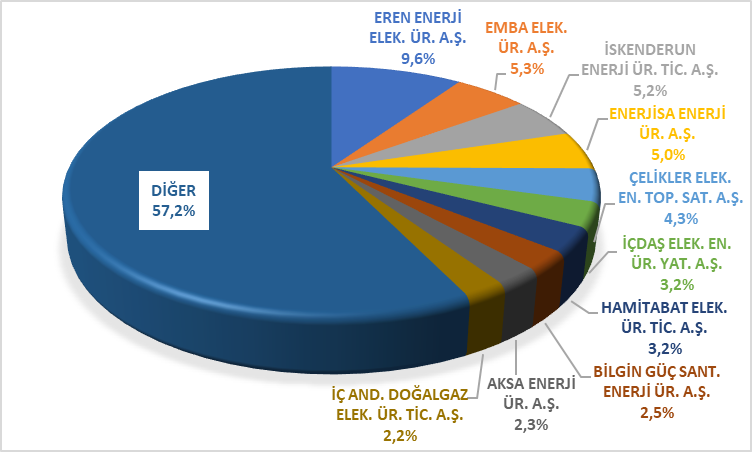 EREN ENERJİ
ELEK. ÜR. A.Ş.
9,6%
EMBA ELEK.
ÜR. A.Ş.
5,3%
İSKENDERUN
ENERJİ ÜR. TİC. A.Ş.
5,2%
ENERJİSA ENERJİ
ÜR. A.Ş.
5,0%
ÇELİKLER ELEK.
EN. TOP. SAT. A.Ş.
4,3%
İÇDAŞ ELEK. EN.
ÜR. YAT. A.Ş.
3,2%
HAMİTABAT ELEK.
ÜR. TİC. A.Ş.
3,2%
BİLGİN GÜÇ SANT.
ENERJİ ÜR. A.Ş.
2,5%
AKSA ENERJİ
ÜR. A.Ş.
2,3%
İÇ AND. DOĞALGAZ
ELEK. ÜR. TİC. A.Ş.
2,2%
DİĞER
57,2%